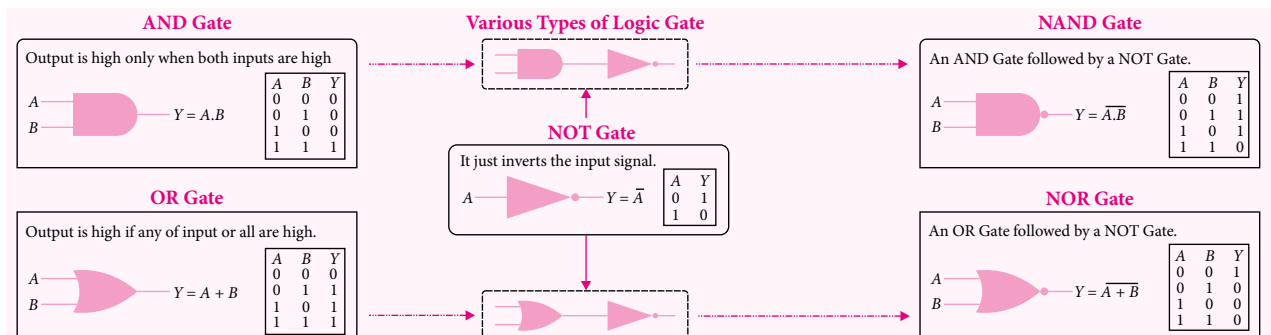 AND Gate
Output is high only when both inputs are high
A
B
Y = A.B
A B Y
0 0 0
0 1 0
1 0 0
1 1 1
Various Types of Logic Gate
NAND Gate
An AND Gate followed by a NOT Gate.
A
B
Y = \overline{A.B}
A B Y
0 0 1
0 1 1
1 0 1
1 1 0
NOT Gate
It just inverts the input signal.
A
Y = \overline{A}
A Y
0 1
1 0
OR Gate
Output is high if any of input or all are high.
A
B
Y = A + B
A B Y
0 0 0
0 1 1
1 0 1
1 1 1
NOR Gate
An OR Gate followed by a NOT Gate.
A
B
Y = \overline{A + B}
A B Y
0 0 1
0 1 0
1 0 0
1 1 0